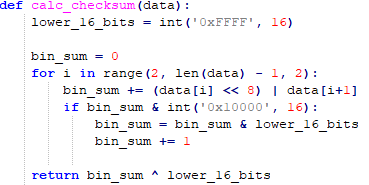 def calc_checksum(data):
    lower_16_bits = int('0xFFFF', 16)
    bin_sum = 0
    for i in range(2, len(data) - 1, 2):
        bin_sum += (data[i] << 8) | data[i+1]
        if bin_sum & int('0x10000', 16):
            bin_sum = bin_sum & lower_16_bits
            bin_sum += 1
    return bin_sum ^ lower_16_bits